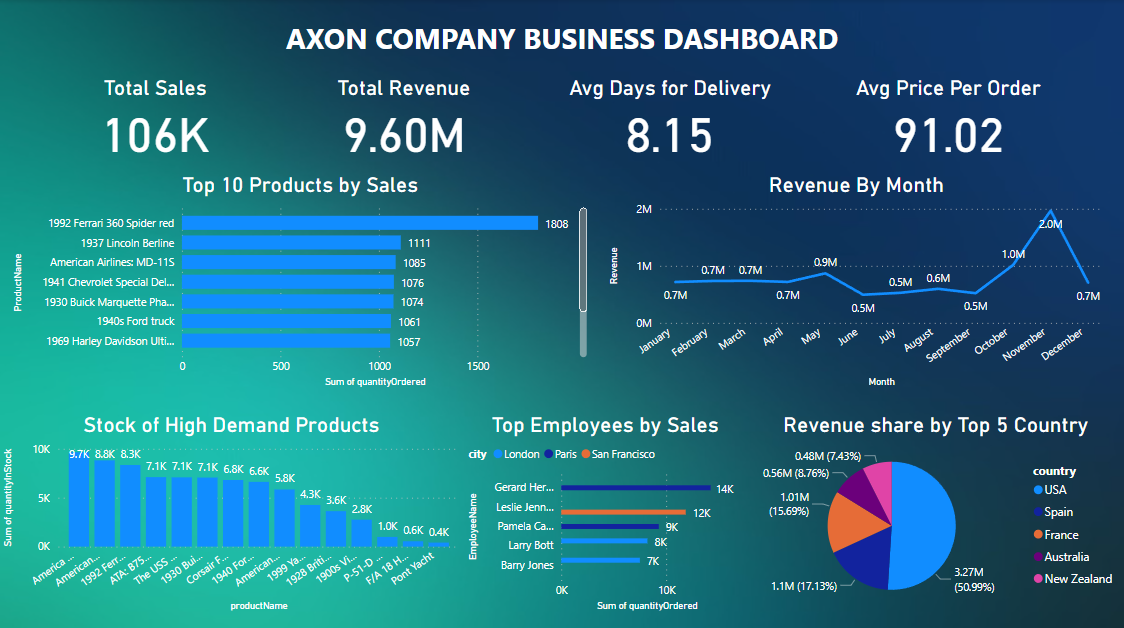 AXON COMPANY BUSINESS DASHBOARD
Total Sales
106K
Total Revenue
9.60M
Avg Days for Delivery
8.15
Avg Price Per Order
91.02
Top 10 Products by Sales
ProductName
1992 Ferrari 360 Spider red
1808
1937 Lincoln Berline
1111
American Airlines: MD-11S
1085
1941 Chevrolet Special Del...
1076
1930 Buick Marquette Pha...
1074
1940s Ford truck
1061
1969 Harley Davidson Ulti...
1057
0
500
1000
1500
Sum of quantityOrdered
Revenue By Month
Revenue
2M
1M
0M
0.7M
0.7M
0.7M
0.7M
0.9M
0.5M
0.5M
0.6M
0.5M
1.0M
2.0M
0.7M
January
February
March
April
May
June
July
August
September
October
November
December
Month
Stock of High Demand Products
Sum of quantityInStock
10K
5K
0K
9.7K
8.8K
8.3K
7.1K
7.1K
7.1K
6.8K
6.6K
5.8K
4.3K
3.6K
2.8K
1.0K
0.6K
0.4K
America ...
American...
1992 Ferr...
ATA: B75...
The USS ...
1930 Bui...
Corsair F...
1940 For...
American...
1999 Ya...
1928 Briti...
1900s Vi...
P-51-D ...
F/A 18 H...
Pont Yacht
productName
Top Employees by Sales
city
London
Paris
San Francisco
EmployeeName
Gerard Her...
14K
Leslie Jenn...
12K
Pamela Ca...
9K
Larry Bott
8K
Barry Jones
7K
0K
10K
Sum of quantityOrdered
Revenue share by Top 5 Country
0.48M (7.43%)
0.56M (8.76%)
1.01M
(15.69%)
1.1M (17.13%)
3.27M
(50.99%)
country
USA
Spain
France
Australia
New Zealand